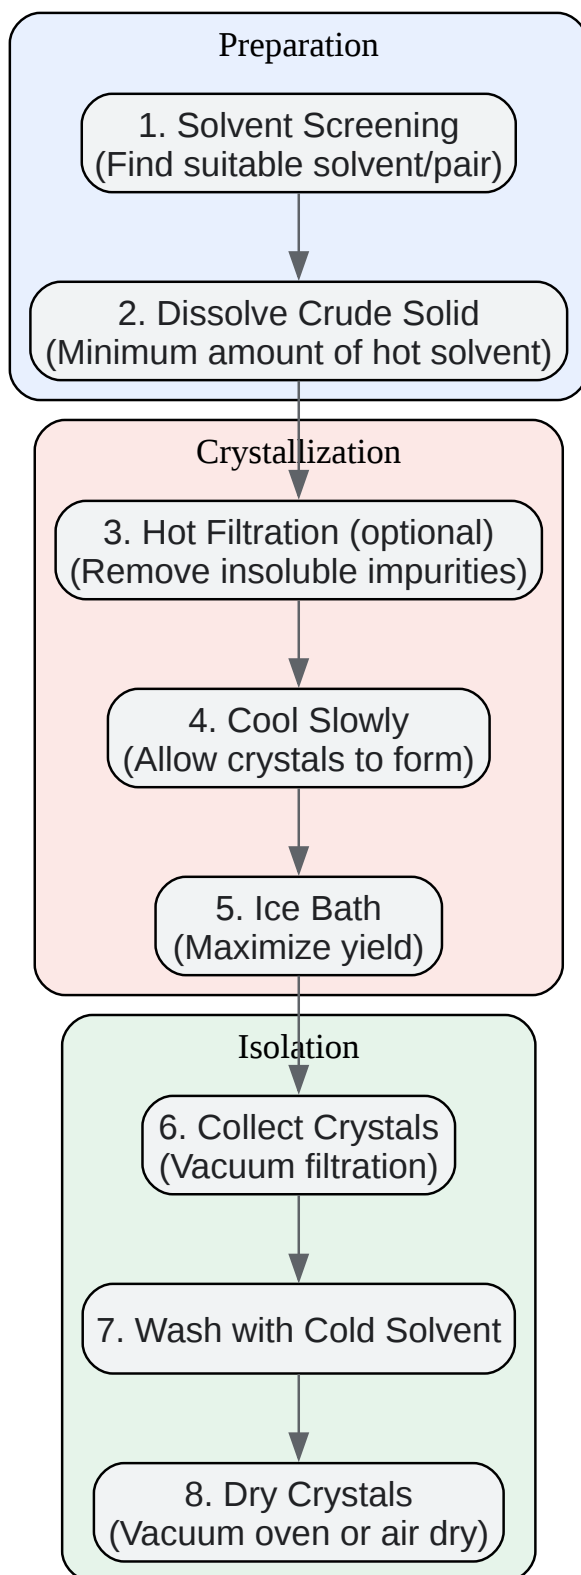 Preparation
1. Solvent Screening
(Find suitable solvent/pair)
2. Dissolve Crude Solid
(Minimum amount of hot solvent)
Crystallization
3. Hot Filtration (optional)
(Remove insoluble impurities)
4. Cool Slowly
(Allow crystals to form)
5. Ice Bath
(Maximize yield)
Isolation
6. Collect Crystals
(Vacuum filtration)
7. Wash with Cold Solvent
8. Dry Crystals
(Vacuum oven or air dry)